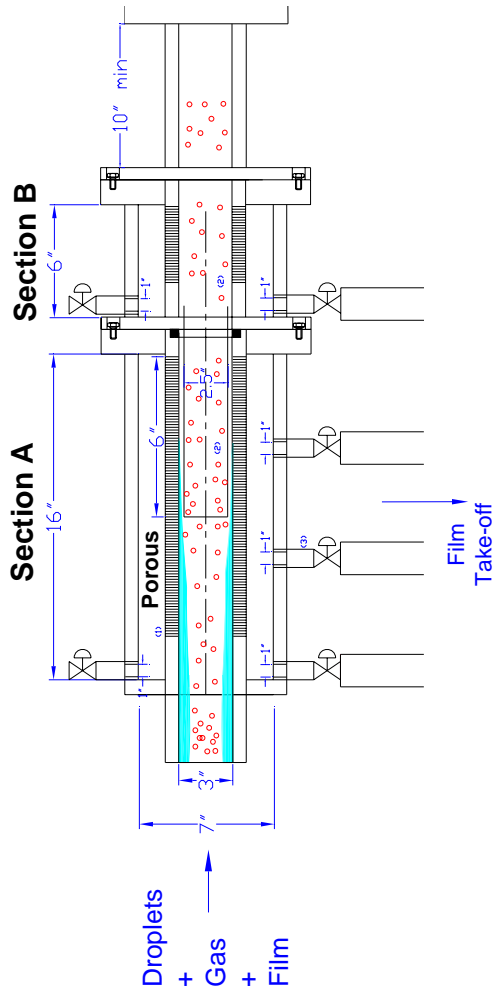 Section A
Section B
16"
6"
10" min
6"
Porous
(1)
(2)
2.5"
(2)
(3)
1"
1"
1"
1"
1"
1"
1"
3"
7"
Droplets
+
Gas
+
Film
Film
Take-off